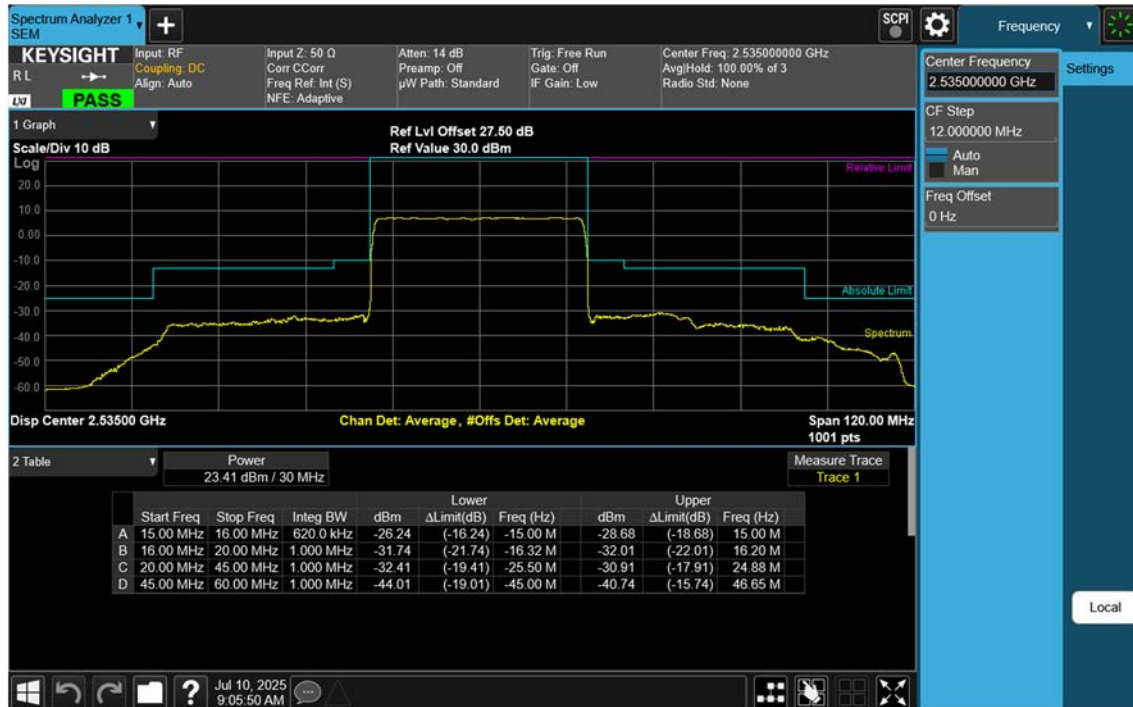 Spectrum Analyzer 1
SEM
+
SCPI
Frequency
KEYSIGHT
R L
LXI
PASS
Input: RF
Coupling: DC
Align: Auto
Input Z: 50 Ω
Corr CCorr
Freq Ref: Int (S)
NFE: Adaptive
Atten: 14 dB
Preamp: Off
µW Path: Standard
Trig: Free Run
Gate: Off
IF Gain: Low
Center Freq: 2.535000000 GHz
Avg|Hold: 100.00% of 3
Radio Std: None
Center Frequency
2.535000000 GHz
Settings
CF Step
12.000000 MHz
Auto
Man
Freq Offset
0 Hz
Local
1 Graph
Scale/Div 10 dB
Ref Lvl Offset 27.50 dB
Ref Value 30.0 dBm
Log
20.0
10.0
0.00
-10.0
-20.0
-30.0
-40.0
-50.0
-60.0
Relative Limit
Absolute Limit
Spectrum
Disp Center 2.53500 GHz
Chan Det: Average, #Offs Det: Average
Span 120.00 MHz
1001 pts
2 Table
Power
23.41 dBm / 30 MHz
Measure Trace
Trace 1
Lower Upper
Start Freq Stop Freq Integ BW dBm ΔLimit(dB) Freq (Hz) dBm ΔLimit(dB) Freq (Hz)
A 15.00 MHz 16.00 MHz 620.0 kHz -26.24 (-16.24) -15.00 M -28.68 (-18.68) 15.00 M
B 16.00 MHz 20.00 MHz 1.000 MHz -31.74 (-21.74) -16.32 M -32.01 (-22.01) 16.20 M
C 20.00 MHz 45.00 MHz 1.000 MHz -32.41 (-19.41) -25.50 M -30.91 (-17.91) 24.88 M
D 45.00 MHz 60.00 MHz 1.000 MHz -44.01 (-19.01) -45.00 M -40.74 (-15.74) 46.65 M
?
Jul 10, 2025
9:05:50 AM